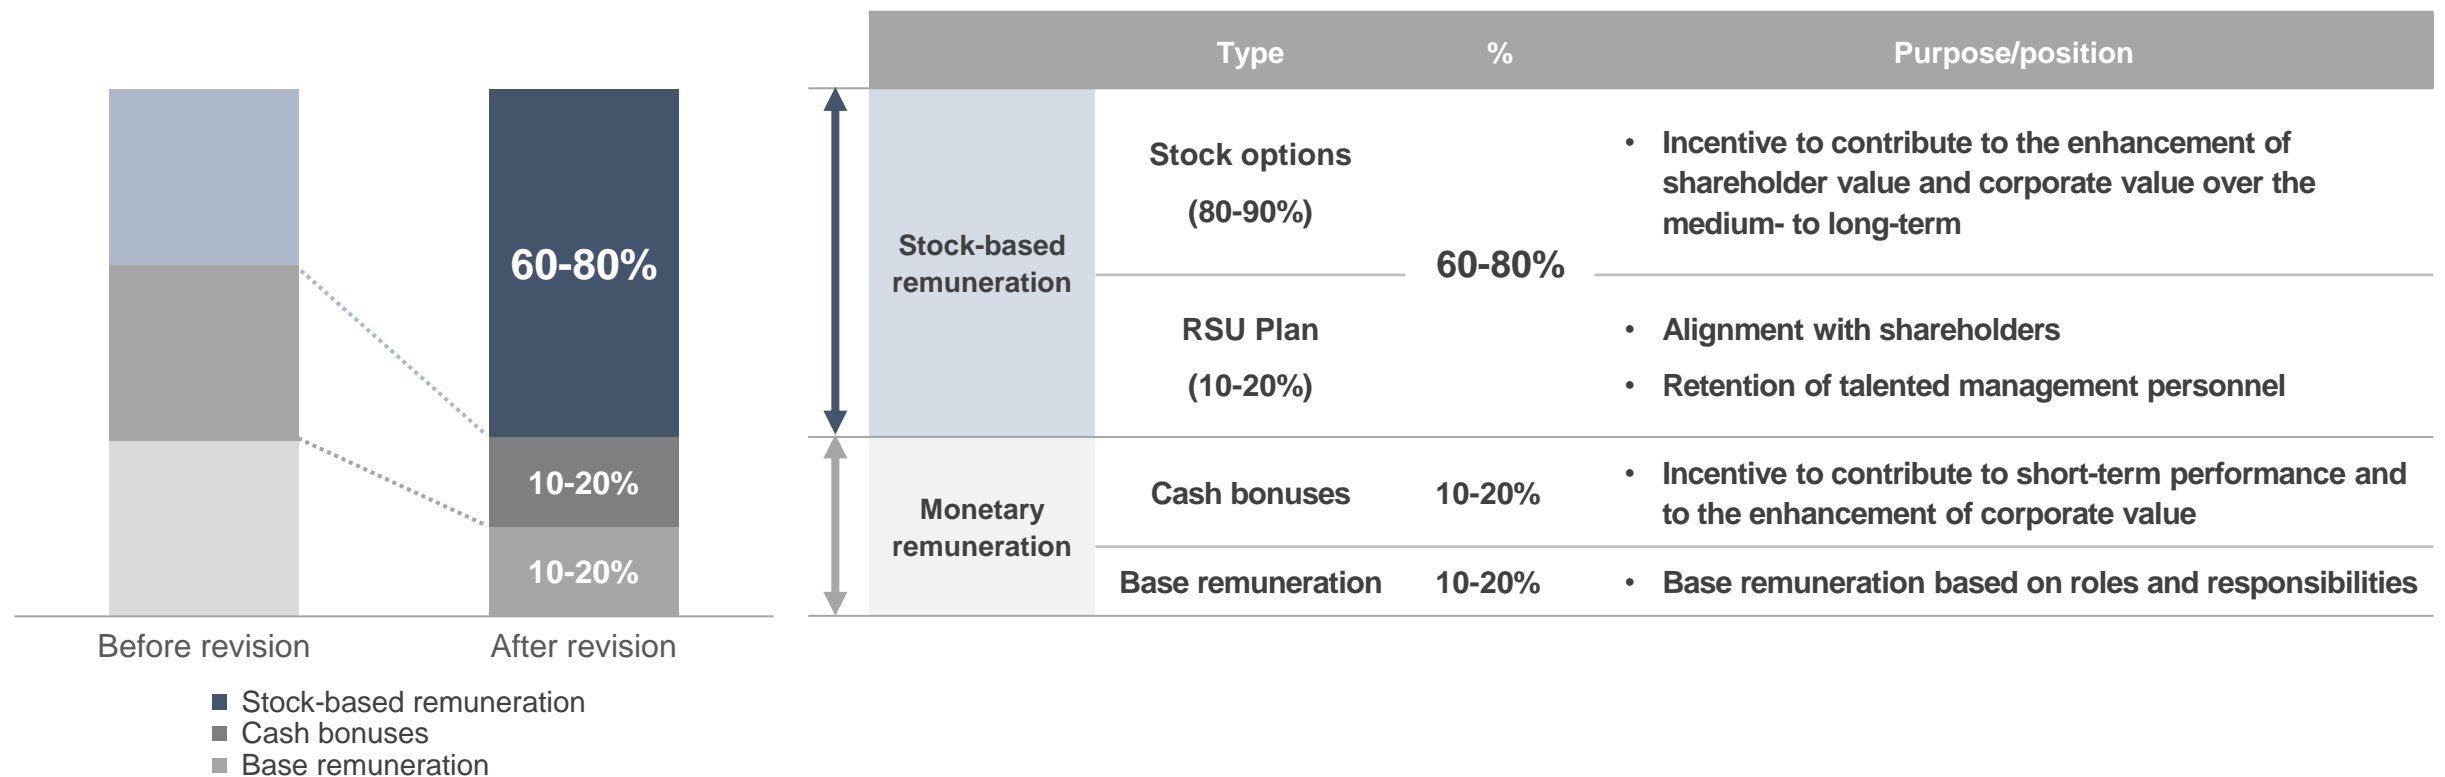 60-80%
10-20%
10-20%
Before revision
After revision
Stock-based remuneration
Cash bonuses
Base remuneration
Type % Purpose/position
Stock-based
remuneration
Stock options
(80-90%)
60-80%
• Incentive to contribute to the enhancement of
shareholder value and corporate value over the
medium- to long-term
RSU Plan
(10-20%)
• Alignment with shareholders
• Retention of talented management personnel
Monetary
remuneration
Cash bonuses
10-20%
• Incentive to contribute to short-term performance and
to the enhancement of corporate value
Base remuneration
10-20%
• Base remuneration based on roles and responsibilities